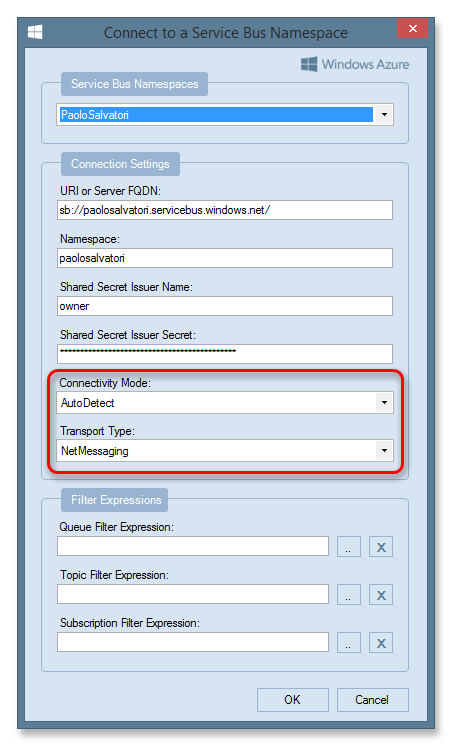 Connect to a Service Bus Namespace
x
Windows Azure
Service Bus Namespaces
PaoloSalvatori
Connection Settings
URI or Server FQDN:
sb://paolosalvatori.servicebus.windows.net/
Namespace:
paolosalvatori
Shared Secret Issuer Name:
owner
Shared Secret Issuer Secret:
********************************************
Connectivity Mode:
AutoDetect
Transport Type:
NetMessaging
Filter Expressions
Queue Filter Expression:
.. X
Topic Filter Expression:
.. X
Subscription Filter Expression:
.. X
OK Cancel